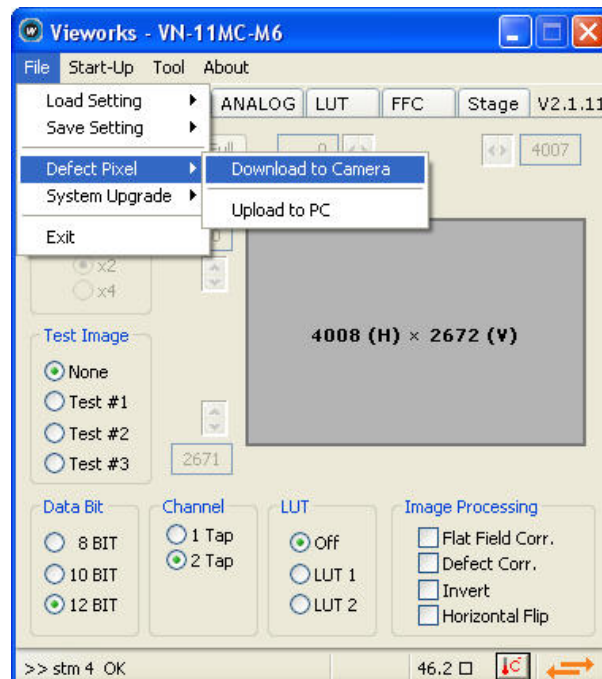 Vieworks - VN-11MC-M6
File Start-Up Tool About
Load Setting
Save Setting
Defect Pixel
System Upgrade
Exit
Download to Camera
Upload to PC
ANALOG LUT FFC Stage V2.1.11
0 4007
x2
x4
4008 (H) × 2672 (V)
Test Image
None
Test #1
Test #2
Test #3
2671
Data Bit
8 BIT
10 BIT
12 BIT
Channel
1 Tap
2 Tap
LUT
Off
LUT 1
LUT 2
Image Processing
Flat Field Corr.
Defect Corr.
Invert
Horizontal Flip
>> stm 4 OK 46.2